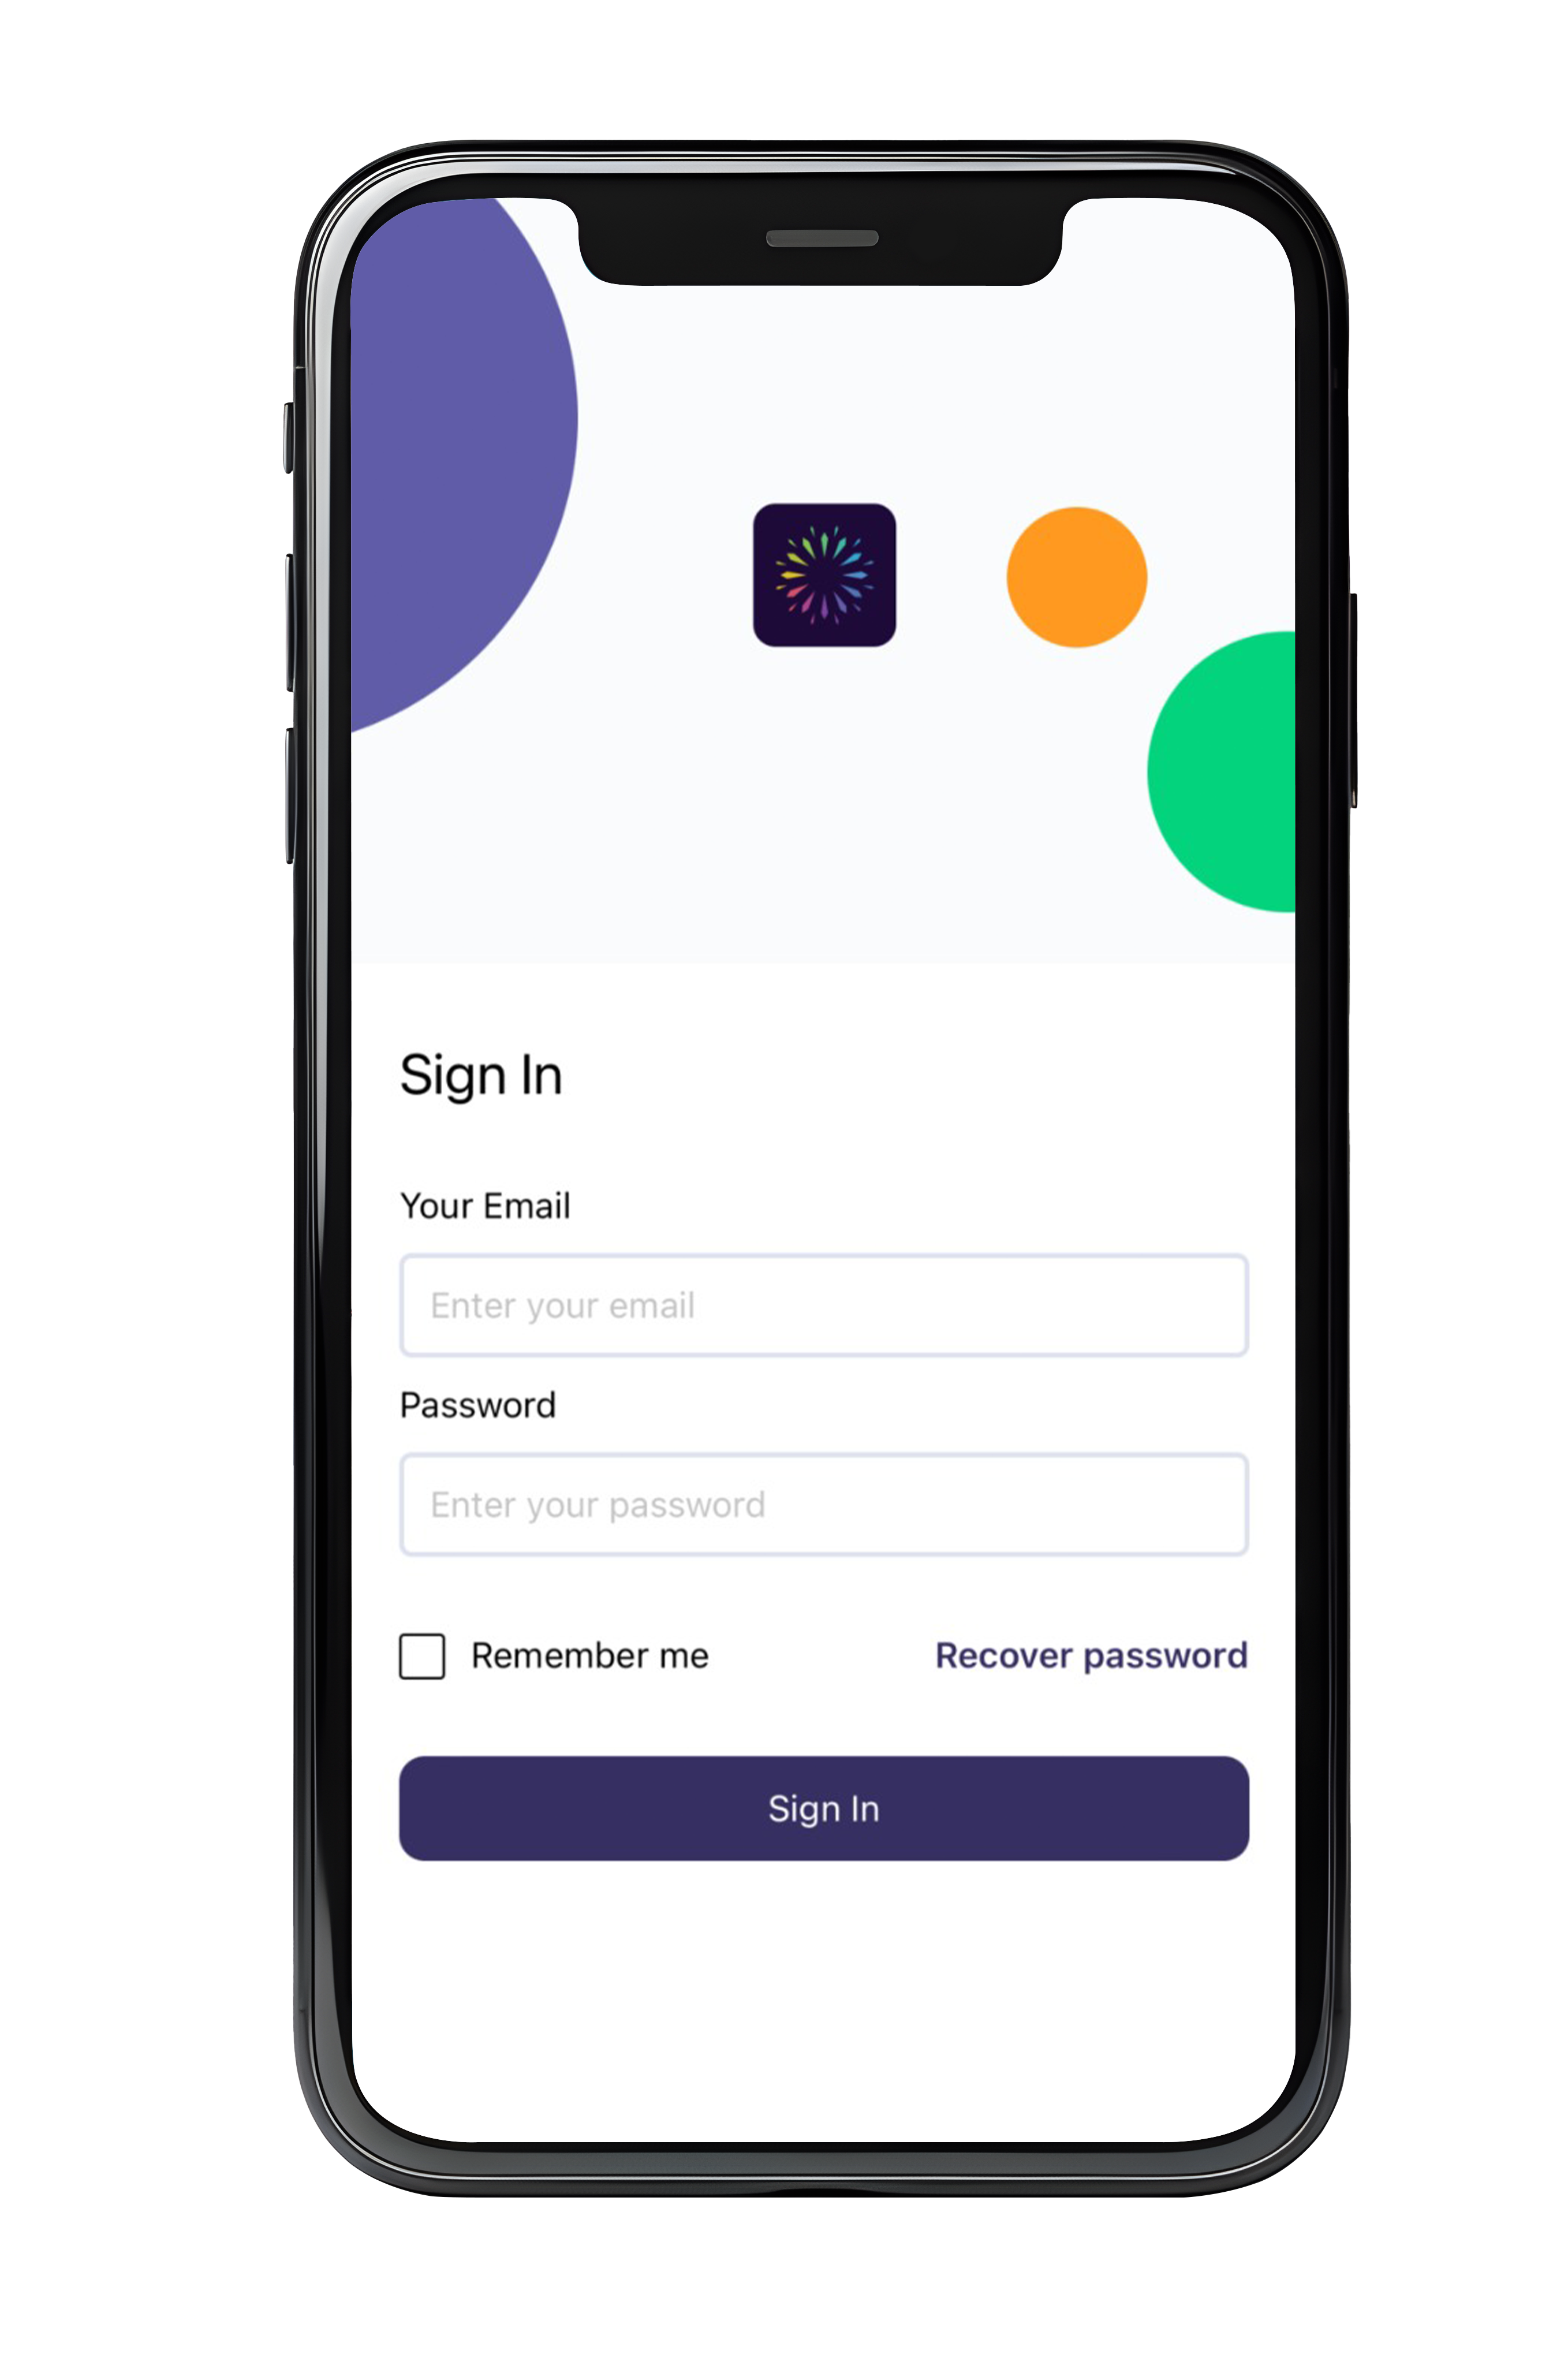 Sign In
Your Email
Enter your email
Password
Enter your password
Remember me
Recover password
Sign In